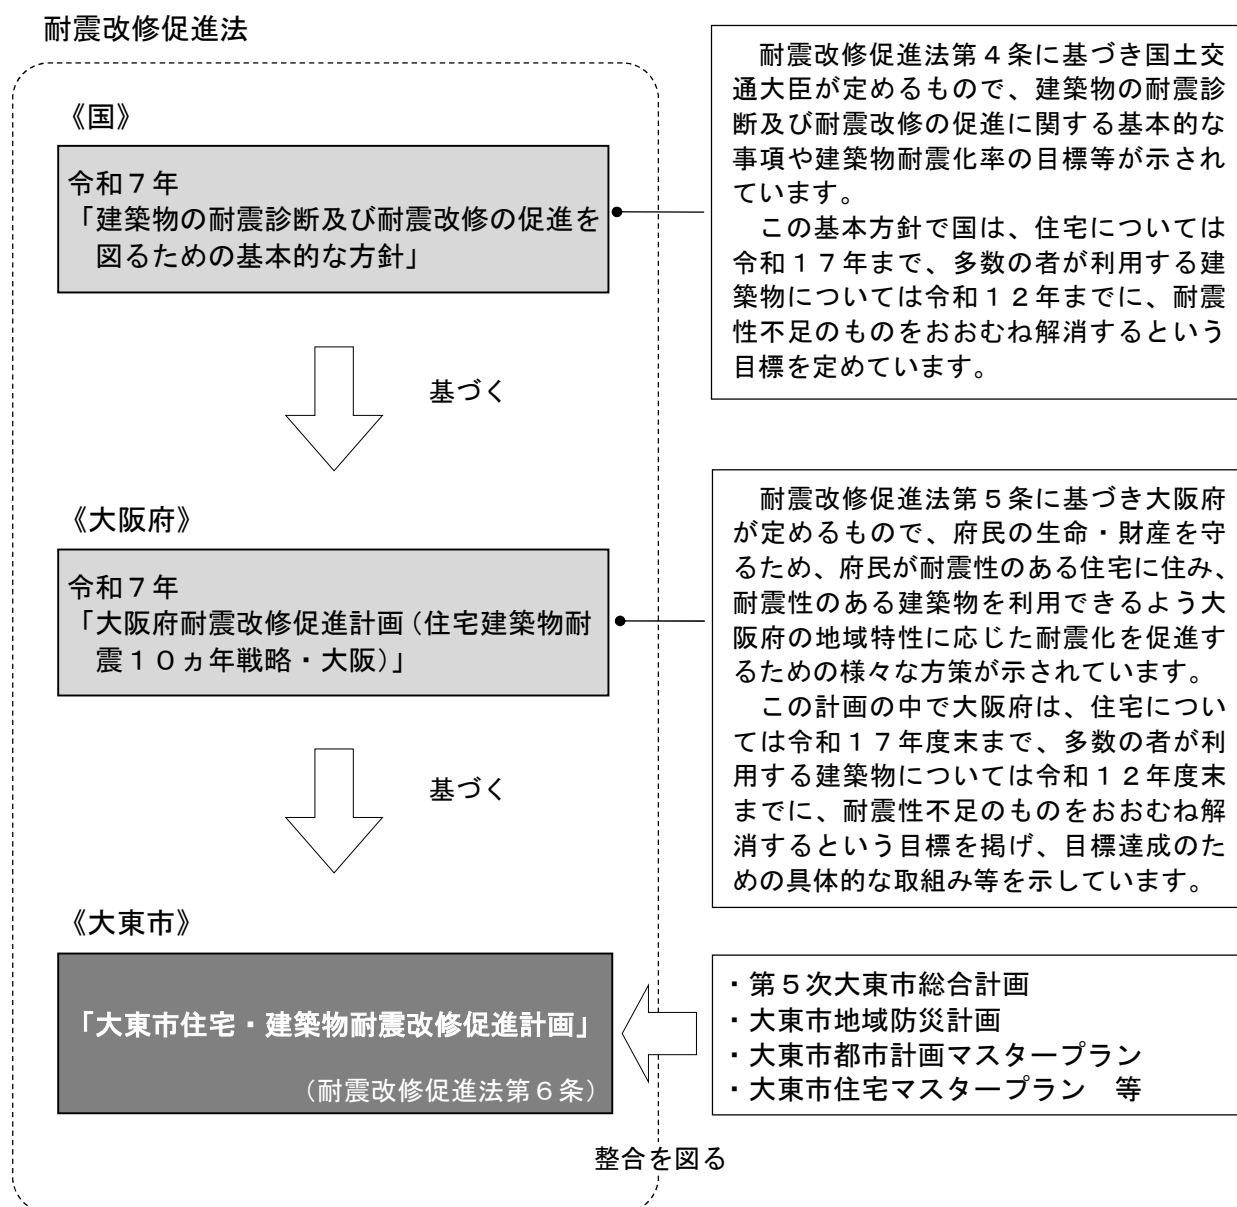 耐震改修促進法
《国》
令和７年
「建築物の耐震診断及び耐震改修の促進を
図るための基本的な方針」
耐震改修促進法第４条に基づき国土交
通大臣が定めるもので、建築物の耐震診
断及び耐震改修の促進に関する基本的な
事項や建築物耐震化率の目標等が示され
ています。
この基本方針で国は、住宅については
令和１７年まで、多数の者が利用する建
築物については令和１２年までに、耐震
性不足のものをおおむね解消するという
目標を定めています。
基づく
《大阪府》
令和７年
「大阪府耐震改修促進計画（住宅建築物耐
震１０ヵ年戦略・大阪）」
耐震改修促進法第５条に基づき大阪府
が定めるもので、府民の生命・財産を守
るため、府民が耐震性のある住宅に住み、
耐震性のある建築物を利用できるよう大
阪府の地域特性に応じた耐震化を促進す
るための様々な方策が示されています。
この計画の中で大阪府は、住宅につい
ては令和１７年度末まで、多数の者が利
用する建築物については令和１２年度末
までに、耐震性不足のものをおおむね解
消するという目標を掲げ、目標達成のた
めの具体的な取組み等を示しています。
基づく
《大東市》
「大東市住宅・建築物耐震改修促進計画」
（耐震改修促進法第６条）
・第５次大東市総合計画
・大東市地域防災計画
・大東市都市計画マスタープラン
・大東市住宅マスタープラン　等
整合を図る